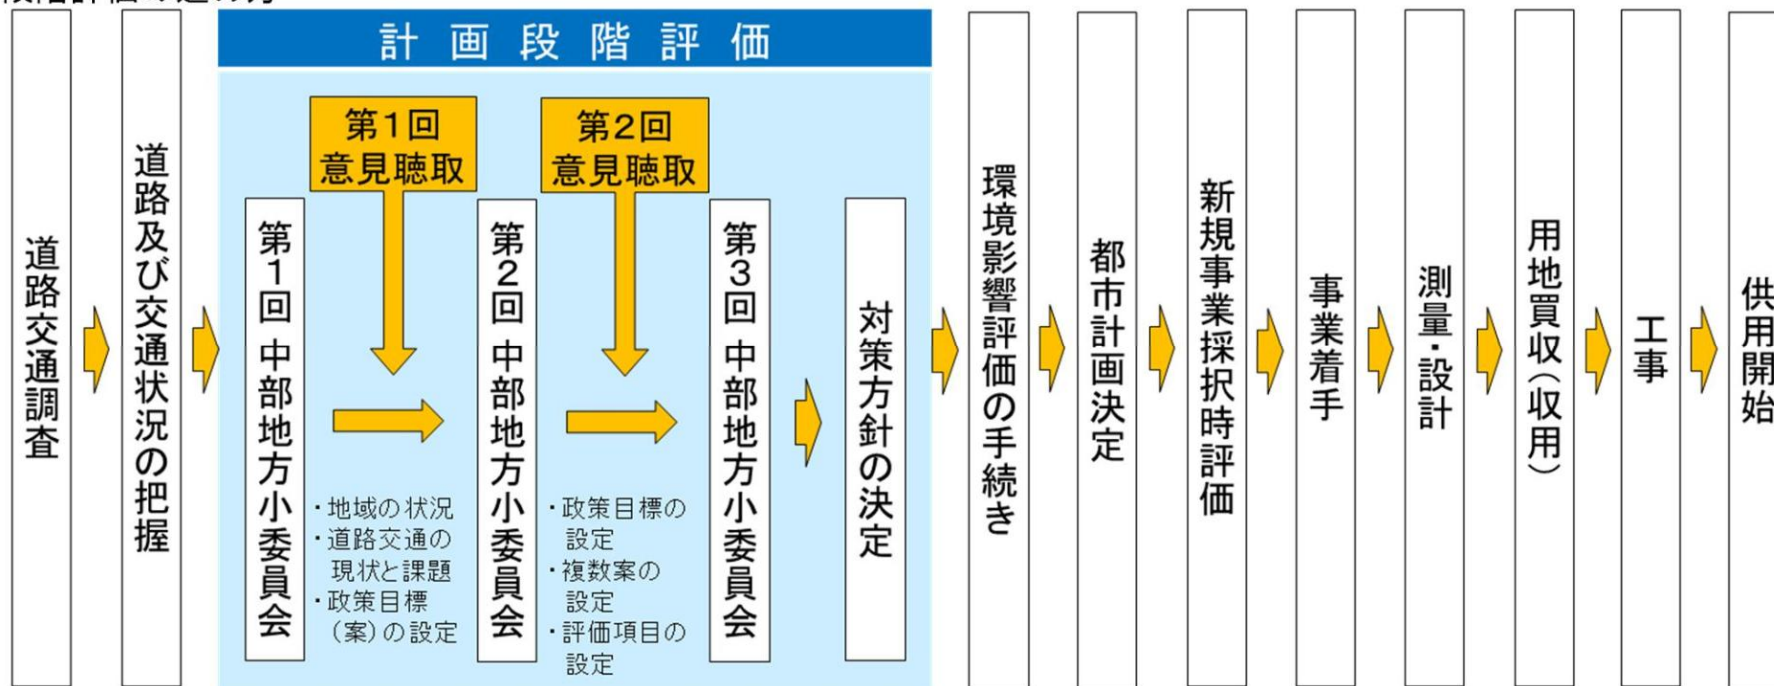 道路交通調査
道路及び交通状況の把握
計画段階評価
第1回
意見聴取
第2回
意見聴取
第1回 中部地方小委員会
・地域の状況
・道路交通の
現状と課題
・政策目標
(案)の設定
第2回 中部地方小委員会
・政策目標の
設定
・複数案の
設定
・評価項目の
設定
第3回 中部地方小委員会
対策方針の決定
環境影響評価の手続き
都市計画決定
新規事業採択時評価
事業着手
測量・設計
用地買収(収用)
工事
供用開始